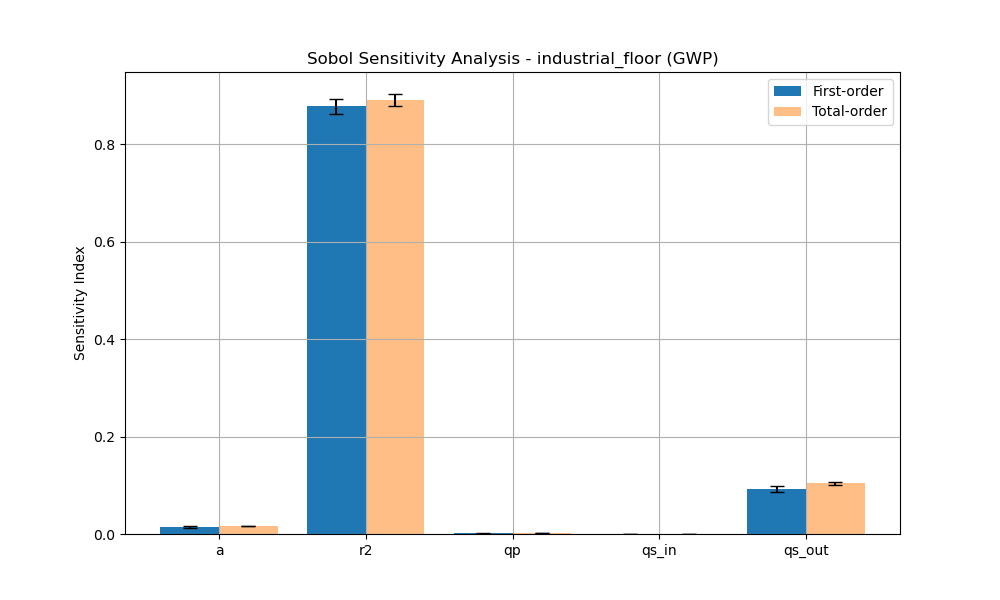 Sobol Sensitivity Analysis - industrial_floor (GWP)
First-order
Total-order
Sensitivity Index
0.8
0.6
0.4
0.2
0.0
a r2 qp qs_in qs_out